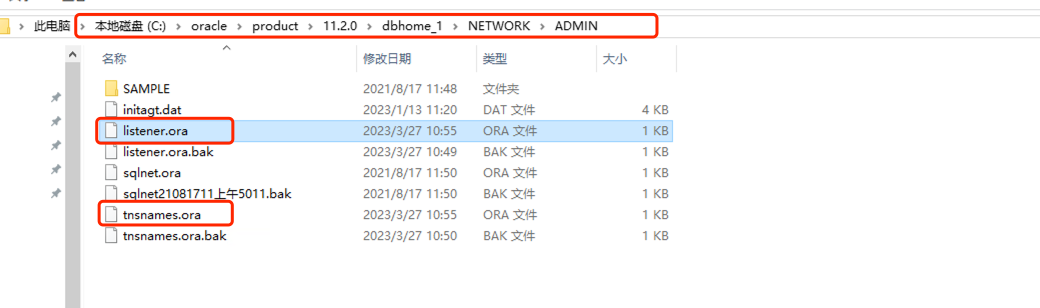 此电脑 › 本地磁盘 (C:) › oracle › product › 11.2.0 › dbhome_1 › NETWORK › ADMIN
名称 修改日期 类型 大小
SAMPLE 2021/8/17 11:48 文件夹
initagt.dat 2023/1/13 11:20 DAT 文件 4 KB
listener.ora 2023/3/27 10:55 ORA 文件 1 KB
listener.ora.bak 2023/3/27 10:49 BAK 文件 1 KB
sqlnet.ora 2021/8/17 11:50 ORA 文件 1 KB
sqlnet21081711上午5011.bak 2021/8/17 11:50 BAK 文件 1 KB
tnsnames.ora 2023/3/27 10:55 ORA 文件 1 KB
tnsnames.ora.bak 2023/3/27 10:50 BAK 文件 1 KB